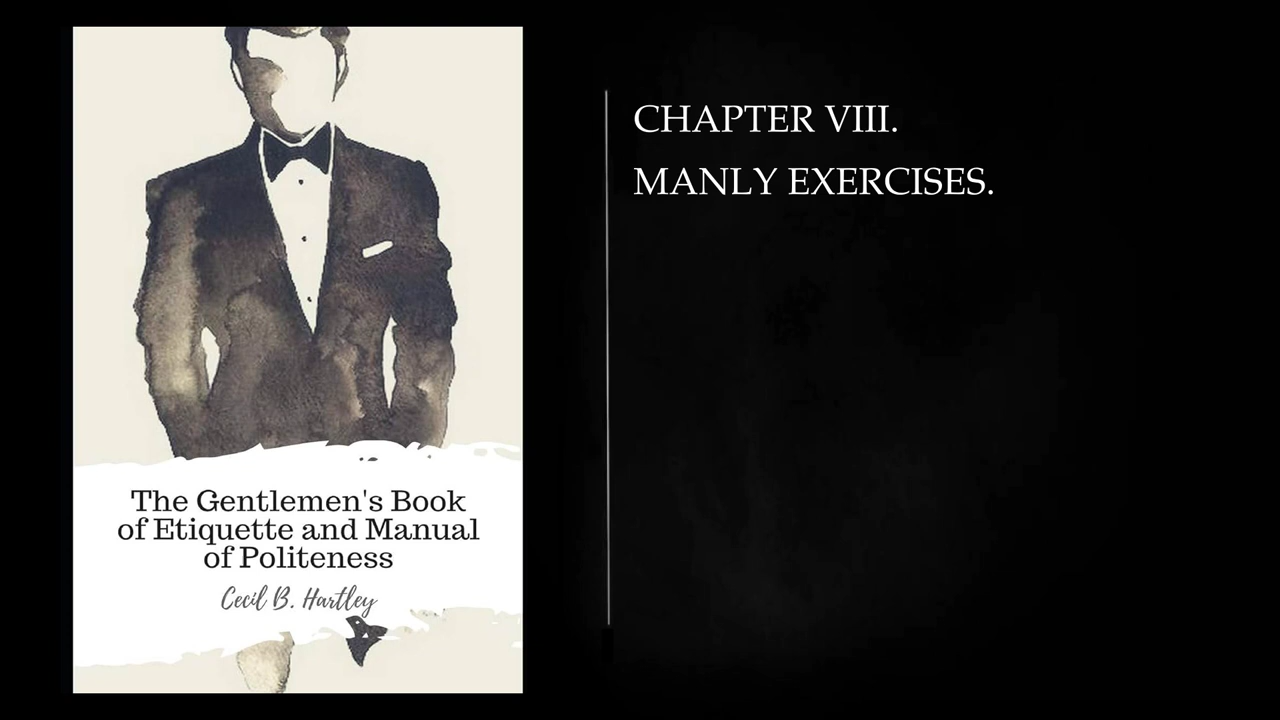 The Gentlemen's Book
of Etiquette and Manual
of Politeness
Cecil B. Hartley
CHAPTER VIII.
MANLY EXERCISES.